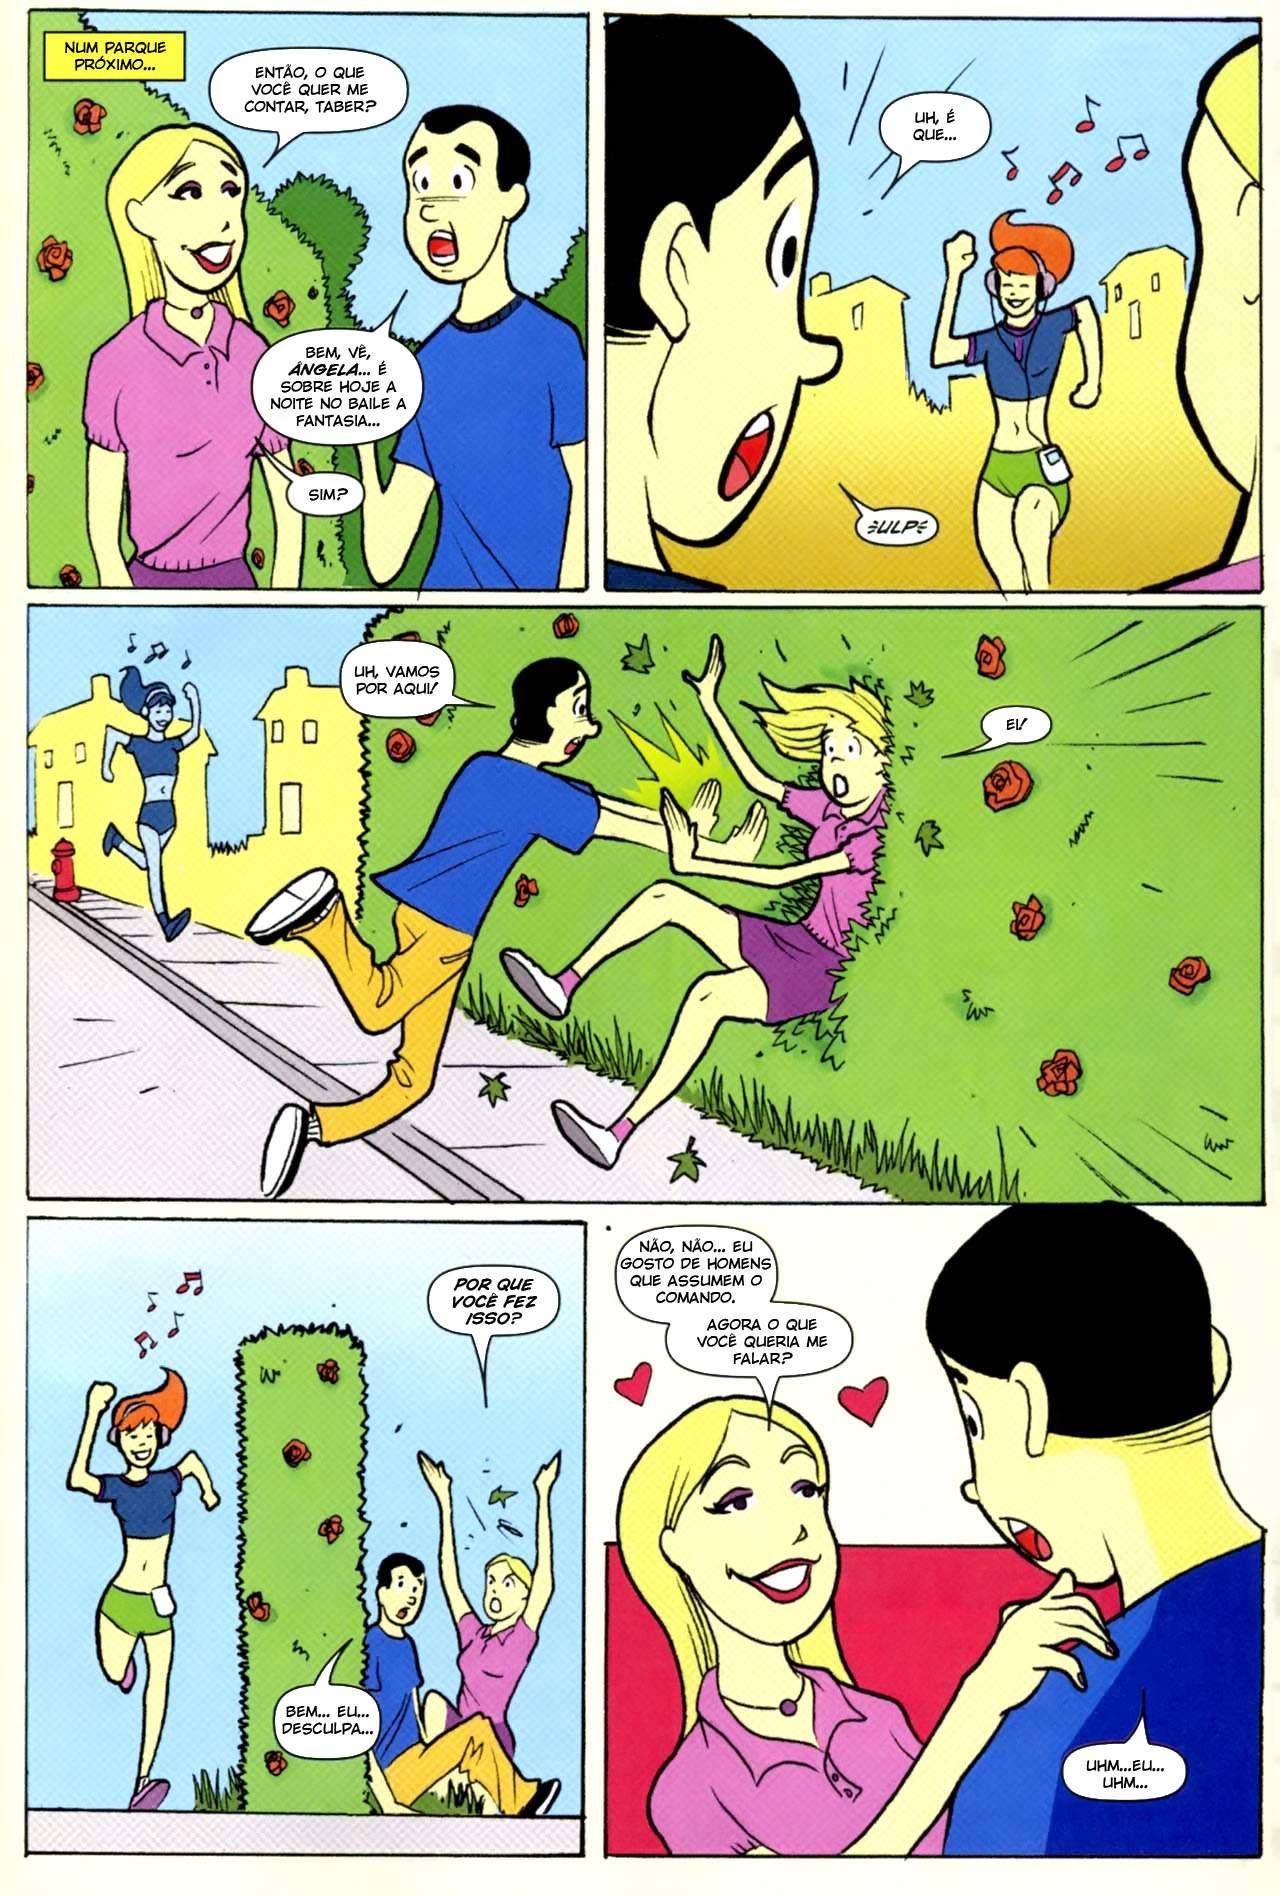 NUM PARQUE
PRÓXIMO...
ENTÃO, O QUE
VOCÊ QUER ME
CONTAR, TABER?
BEM, VÊ,
ÂNGELA... É
SOBRE HOJE A
NOITE NO BAILE A
FANTASIA...
SIM?
UH, É
QUE...
ULP
UH, VAMOS
POR AQUI!
EI!
POR QUE
VOCÊ FEZ
ISSO?
BEM... EU...
DESCULPA...
NÃO, NÃO... EU
GOSTO DE HOMENS
QUE ASSUMEM O
COMANDO.
AGORA O QUE
VOCÊ QUERIA ME
FALAR?
UHM...EU...
UHM...